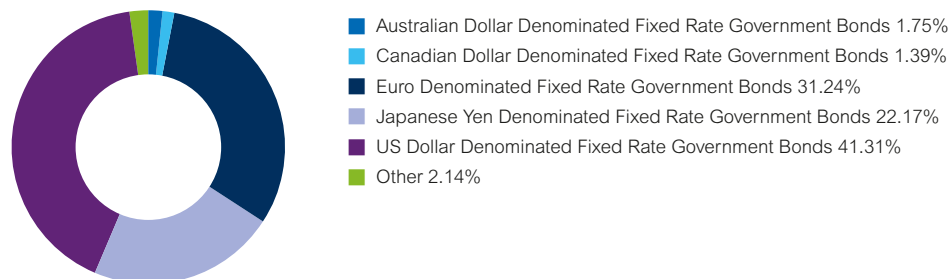 Australian Dollar Denominated Fixed Rate Government Bonds 1.75%
Canadian Dollar Denominated Fixed Rate Government Bonds 1.39%
Euro Denominated Fixed Rate Government Bonds 31.24%
Japanese Yen Denominated Fixed Rate Government Bonds 22.17%
US Dollar Denominated Fixed Rate Government Bonds 41.31%
Other 2.14%